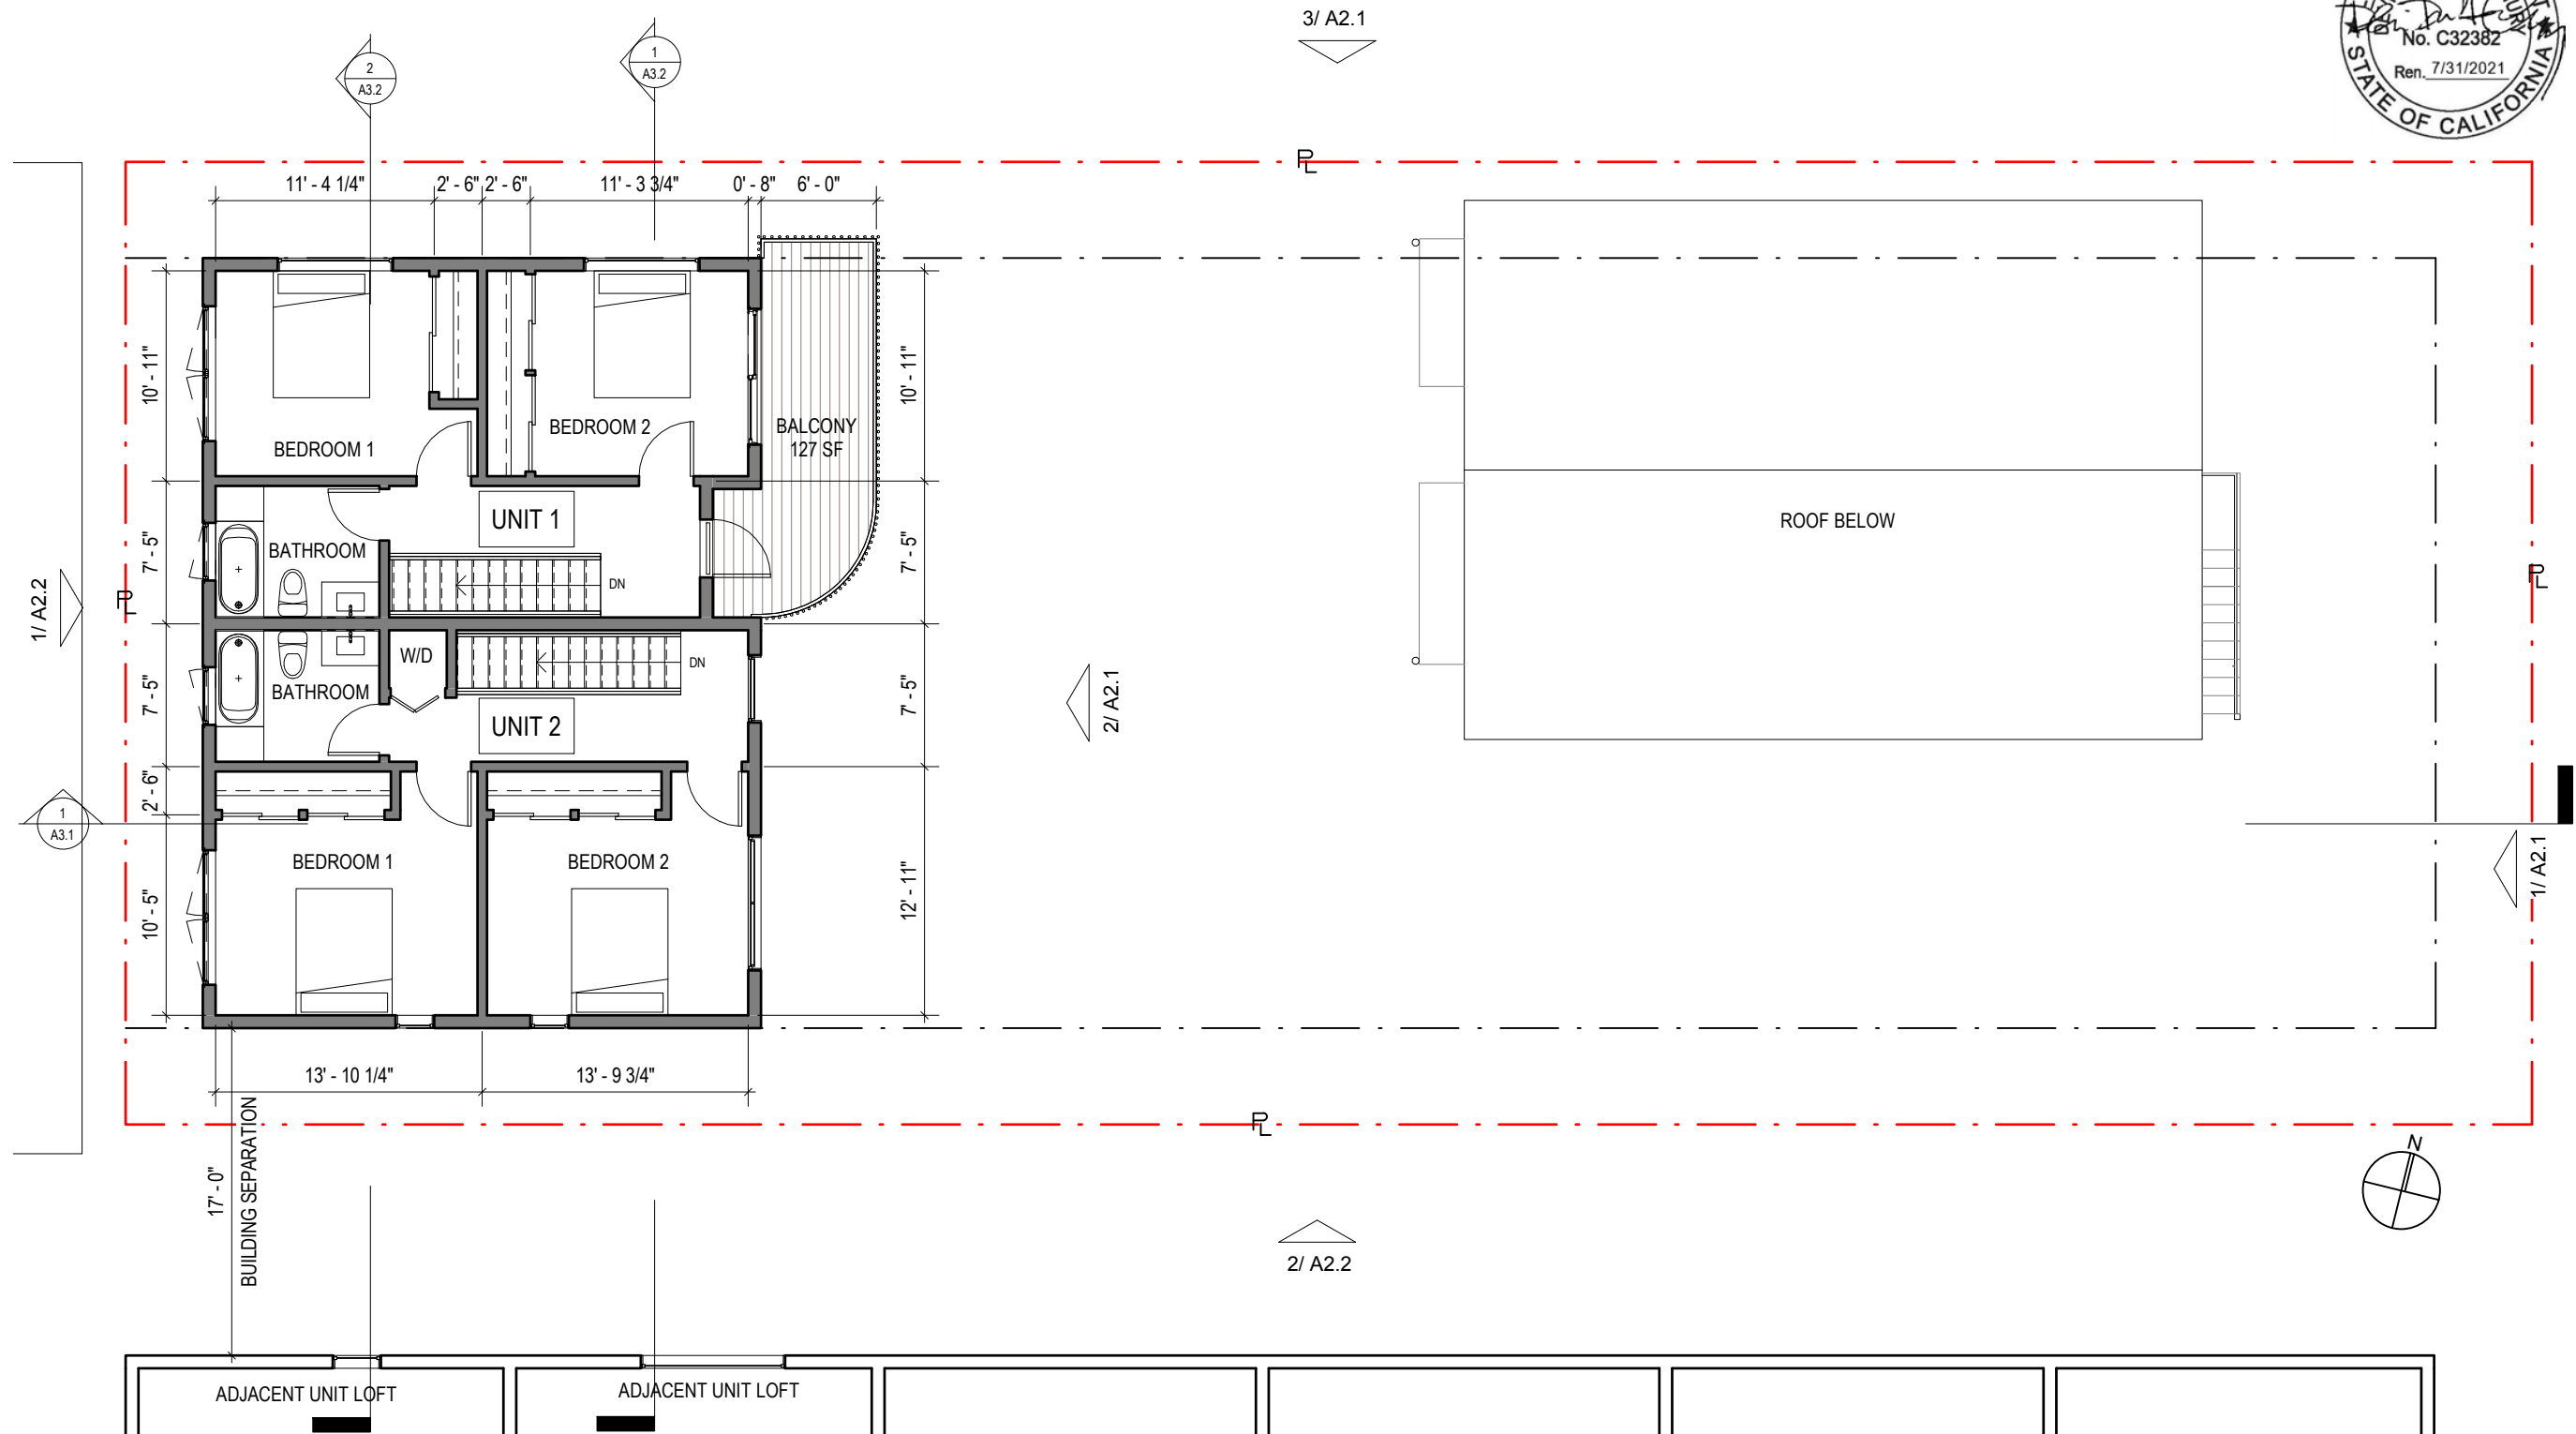 3/ A2.1
No. C32382
Ren. 7/31/2021
STATE OF CALIFORNIA
2
A3.2
1
A3.2
PL
11' - 4 1/4"
2' - 6"
2' - 6"
11' - 3 3/4"
0' - 8"
6' - 0"
10' - 11"
BEDROOM 1
BEDROOM 2
BALCONY
127 SF
10' - 11"
UNIT 1
ROOF BELOW
7' - 5"
BATHROOM
DN
7' - 5"
1/ A2.2
PL
PL
7' - 5"
BATHROOM
W/D
DN
7' - 5"
UNIT 2
2/ A2.1
2' - 6"
1
A3.1
BEDROOM 1
BEDROOM 2
10' - 5"
12' - 11"
1/ A2.1
13' - 10 1/4"
13' - 9 3/4"
PL
17' - 0"
BUILDING SEPARATION
N
2/ A2.2
ADJACENT UNIT LOFT
ADJACENT UNIT LOFT